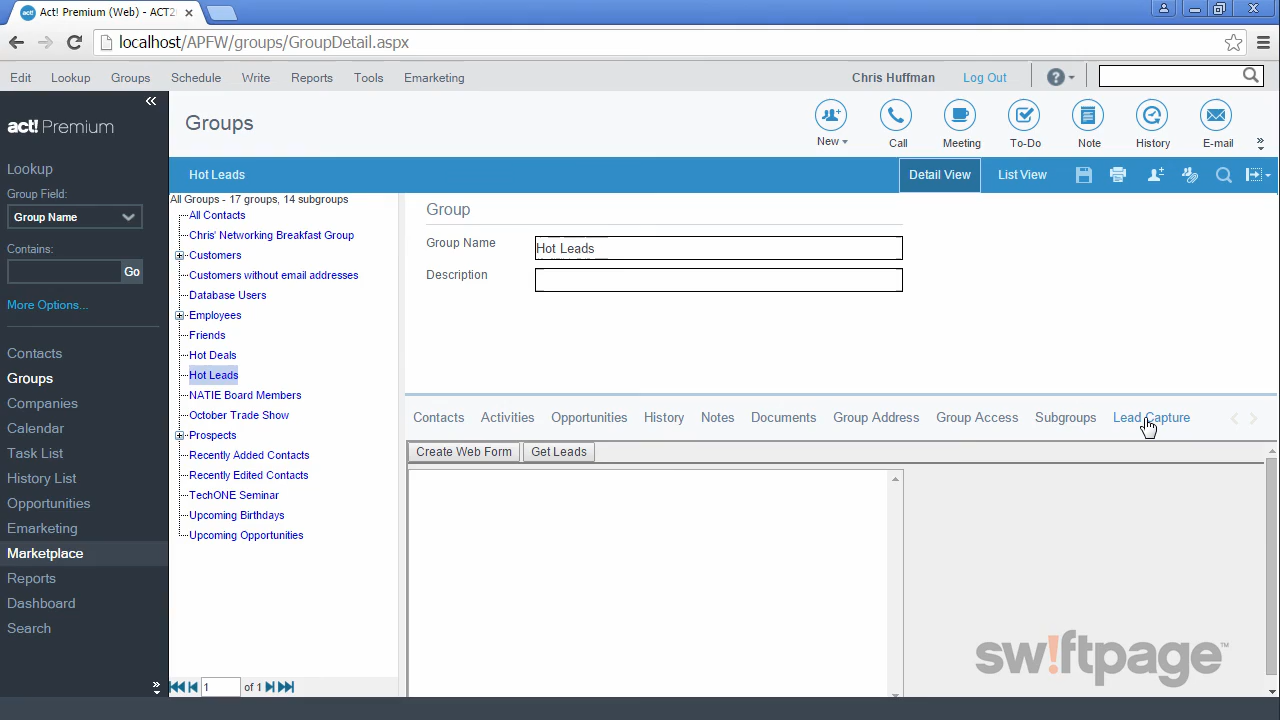 Act! Premium (Web) - ACT2
localhost/APFW/groups/GroupDetail.aspx
Edit Lookup Groups Schedule Write Reports Tools Emarketing Chris Huffman Log Out
act! Premium
Groups
New Call Meeting To-Do Note History E-mail
Lookup
Group Field:
Group Name
Contains:
Go
More Options...
Contacts
Groups
Companies
Calendar
Task List
History List
Opportunities
Emarketing
Marketplace
Reports
Dashboard
Search
Hot Leads Detail View List View
All Groups - 17 groups, 14 subgroups
All Contacts
Chris' Networking Breakfast Group
Customers
Customers without email addresses
Database Users
Employees
Friends
Hot Deals
Hot Leads
NATIE Board Members
October Trade Show
Prospects
Recently Added Contacts
Recently Edited Contacts
TechONE Seminar
Upcoming Birthdays
Upcoming Opportunities
1 of 1
Group
Group Name Hot Leads
Description
Contacts Activities Opportunities History Notes Documents Group Address Group Access Subgroups Lead Capture
Create Web Form Get Leads
sw!ftpage™